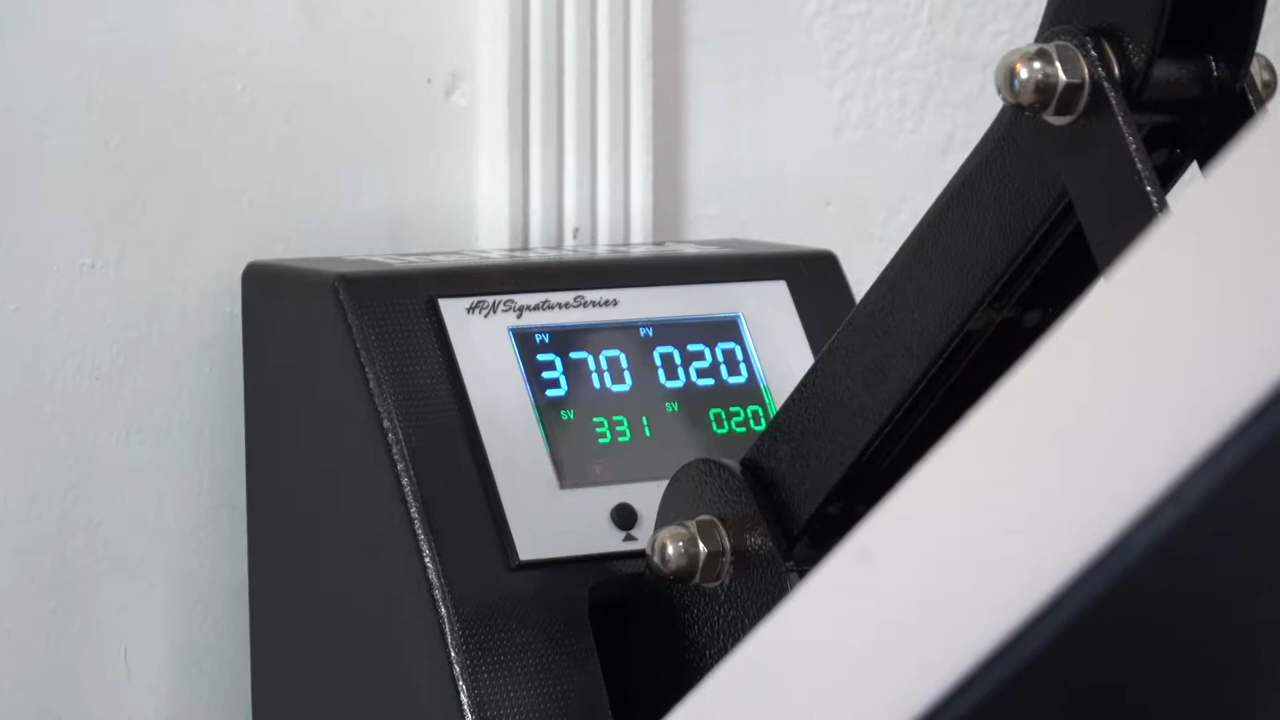 HPN Signature Series
PV PV
370 020
SV SV
331 020